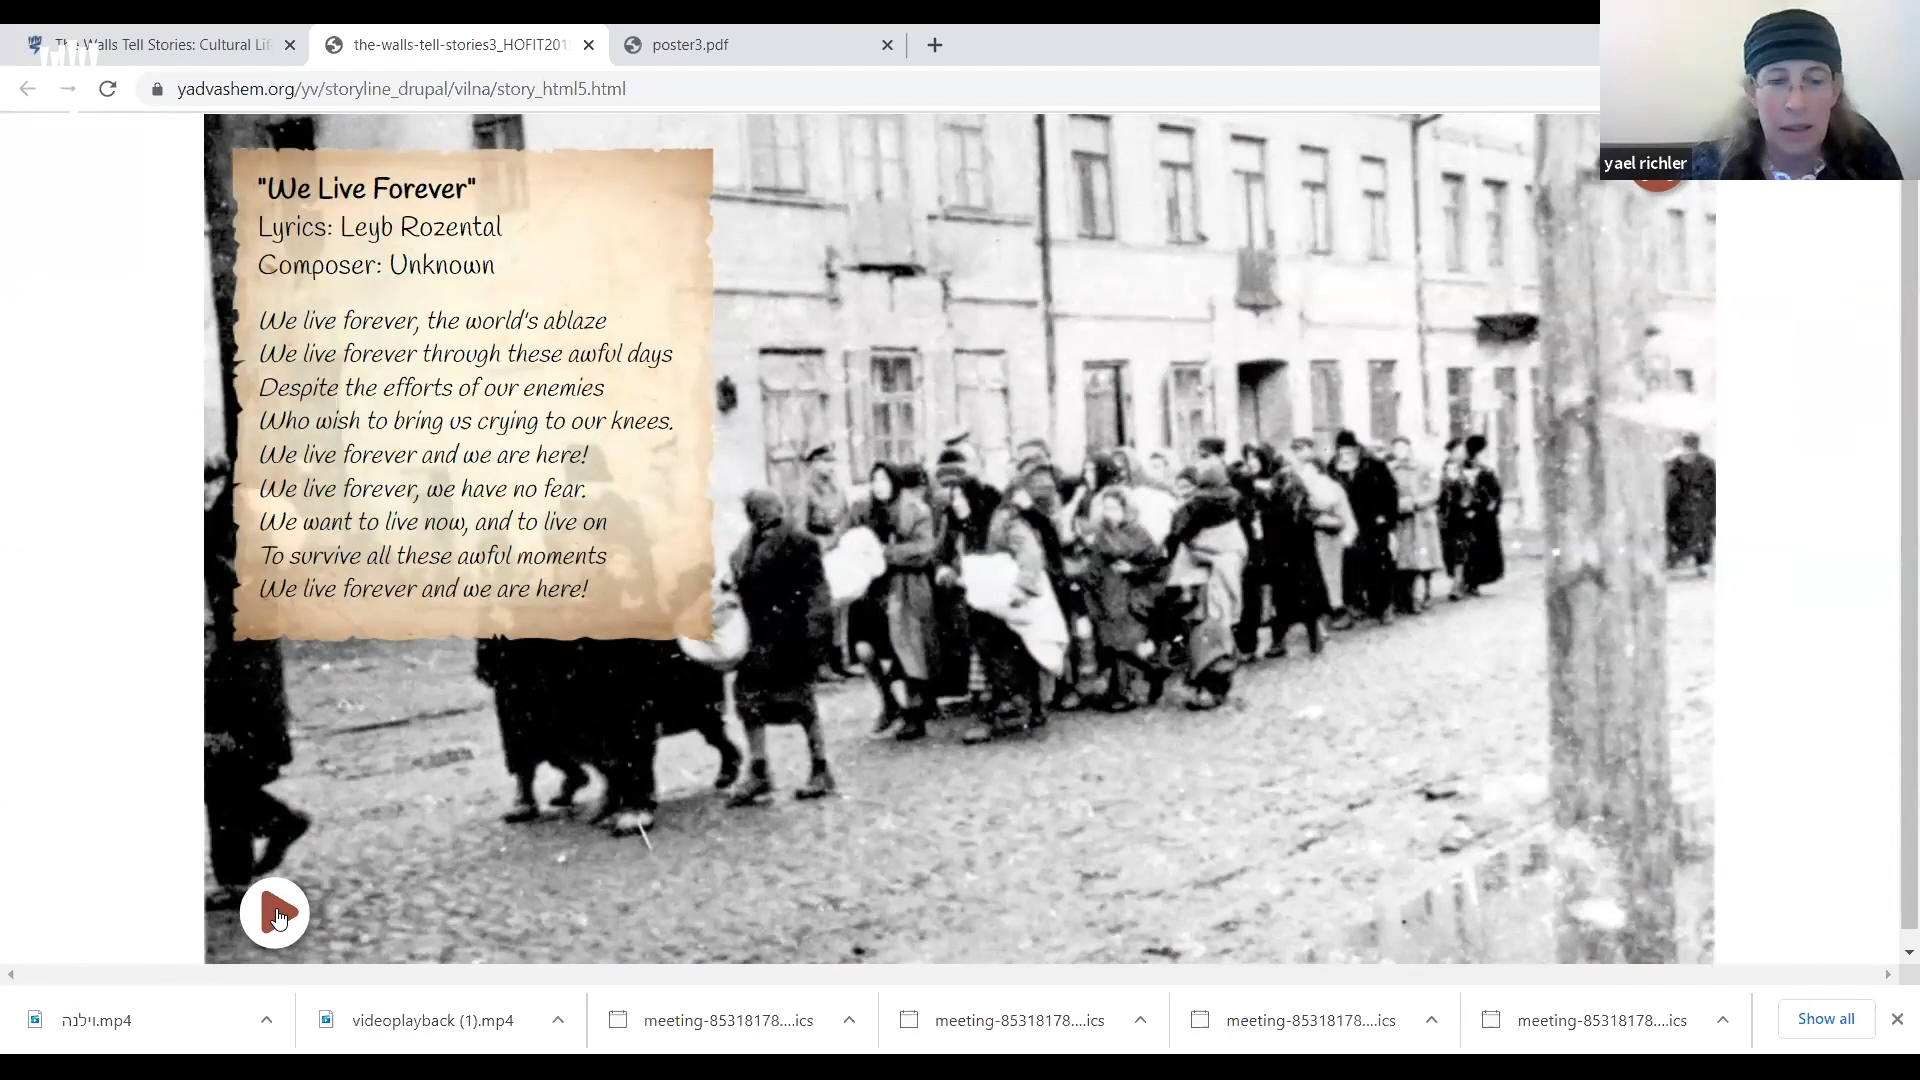 The Walls Tell Stories: Cultural Lif
the-walls-tell-stories3_HOFIT201
poster3.pdf
yadvashem.org/yv/storyline_drupal/vilna/story_html5.html
yael richler
"We Live Forever"
Lyrics: Leyb Rozental
Composer: Unknown
We live forever, the world's ablaze
We live forever through these awful days
Despite the efforts of our enemies
Who wish to bring us crying to our knees.
We live forever and we are here!
We live forever, we have no fear.
We want to live now, and to live on
To survive all these awful moments
We live forever and we are here!
וילנה.mp4
videoplayback (1).mp4
meeting-85318178....ics
meeting-85318178....ics
meeting-85318178....ics
meeting-85318178....ics
Show all